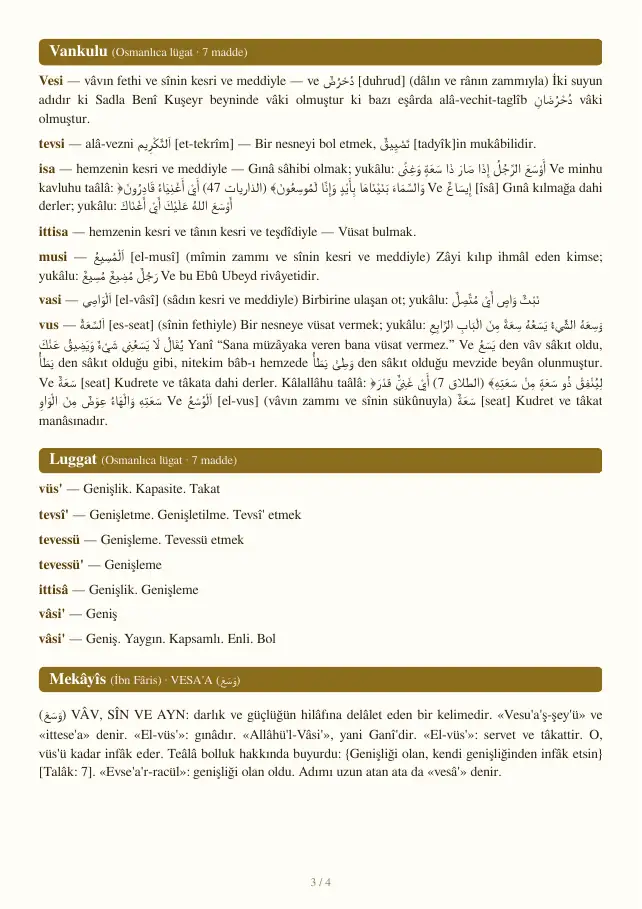 Vankulu (Osmanlıca lügat · 7 madde)
Vesi — vâvın fethi ve sînin kesri ve meddiyle — ve دُحْرُضٌ [duhrud] (dâlın ve rânın zammıyla) İki suyun
adıdır ki Sadla Benî Kuşeyr beyninde vâki olmuştur ki bazı eşârda alâ-vechit-taglîb دُحْرُضَانِ vâki
olmuştur.
tevsi — alâ-vezni اَلتَّكْرِيم [et-tekrîm] — Bir nesneyi bol etmek, تَضْيِيقٌ [tadyîk]in mukâbilidir.
isa — hemzenin kesri ve meddiyle — Gınâ sâhibi olmak; yukâlu: أَوْسَعَ الرَّجُلُ إِذَا صَارَ ذَا سَعَةٍ وَغِنًى Ve minhu
kavluhu taâlâ: ﴿وَالسَّمَاءَ بَنَيْنَاهَا بِأَيْدٍ وَإِنَّا لَمُوسِعُونَ﴾ (الذاريات 47) أَيْ أَغْنِيَاءُ قَادِرُونَ Ve إِيسَاعٌ [îsâ] Gınâ kılmağa dahi
derler; yukâlu: أَوْسَعَ اللهُ عَلَيْكَ أَيْ أَغْنَاكَ
ittisa — hemzenin kesri ve tânın kesri ve teşdîdiyle — Vüsat bulmak.
musi — اَلْمُسِيعُ [el-musî] (mîmin zammı ve sînin kesri ve meddiyle) Zâyi kılıp ihmâl eden kimse;
yukâlu: رَجُلٌ مُضِيعٌ مُسِيعٌ Ve bu Ebû Ubeyd rivâyetidir.
vasi — اَلْوَاصِي [el-vâsî] (sâdın kesri ve meddiyle) Birbirine ulaşan ot; yukâlu: نَبْتٌ وَاصٍ أَيْ مُتَّصِلٌ
vus — اَلسَّعَةُ [es-seat] (sînin fethiyle) Bir nesneye vüsat vermek; yukâlu: وَسِعَهُ الشَّيْءُ يَسَعُهُ سِعَةً مِنَ الْبَابِ الرَّابِعِ
يُقَالُ لَا يَسَعُنِي شَيْءٌ وَيَضِيقُ عَنْكَ Yanî “Sana müzâyaka veren bana vüsat vermez.” Ve يَسَعُ den vâv sâkıt oldu,
يَطَأُ den sâkıt olduğu gibi, nitekim bâb-ı hemzede وَطِئَ يَطَأُ den sâkıt olduğu mevzide beyân olunmuştur.
Ve سَعَةٌ [seat] Kudrete ve tâkata dahi derler. Kâlallâhu taâlâ: ﴿لِيُنْفِقْ ذُو سَعَةٍ مِنْ سَعَتِهِ﴾ (الطلاق 7) أَيْ غَنِيٌّ قَدَرَ
سَعَتِهِ وَالْهَاءُ عِوَضٌ مِنَ الْوَاوِ Ve اَلْوُسْعُ [el-vus] (vâvın zammı ve sînin sükûnuyla) سَعَةٌ [seat] Kudret ve tâkat
manâsınadır.
Luggat (Osmanlıca lügat · 7 madde)
vüs' — Genişlik. Kapasite. Takat
tevsî' — Genişletme. Genişletilme. Tevsî' etmek
tevessü — Genişleme. Tevessü etmek
tevessü' — Genişleme
ittisâ — Genişlik. Genişleme
vâsi' — Geniş
vâsi' — Geniş. Yaygın. Kapsamlı. Enli. Bol
Mekâyîs (İbn Fâris) · VESA'A (وَسَعَ)
(وَسَعَ) VÂV, SÎN VE AYN: darlık ve güçlüğün hilâfına delâlet eden bir kelimedir. «Vesu'a'ş-şey'ü» ve
«ittese'a» denir. «El-vüs'»: gınâdır. «Allâhü'l-Vâsi'», yani Ganî'dir. «El-vüs'»: servet ve tâkattir. O,
vüs'ü kadar infâk eder. Teâlâ bolluk hakkında buyurdu: {Genişliği olan, kendi genişliğinden infâk etsin}
[Talâk: 7]. «Evse'a'r-racül»: genişliği olan oldu. Adımı uzun atan ata da «vesâ'» denir.
3 / 4